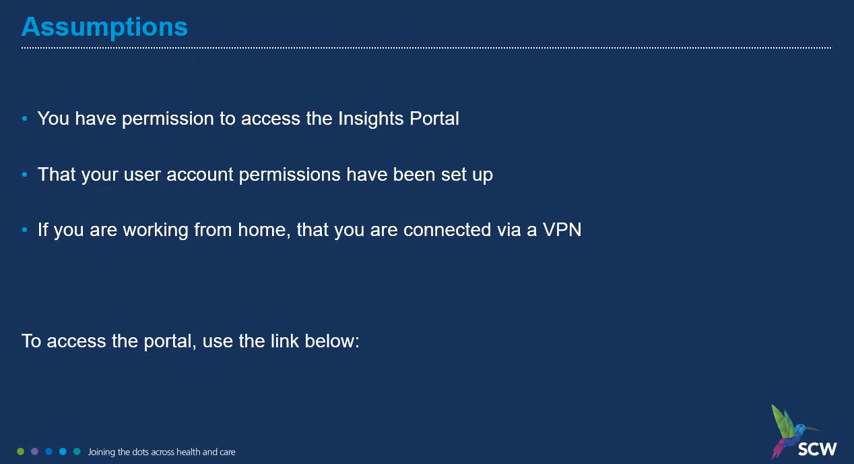 Assumptions
• You have permission to access the Insights Portal
• That your user account permissions have been set up
• If you are working from home, that you are connected via a VPN
To access the portal, use the link below:
Joining the dots across health and care
SCW